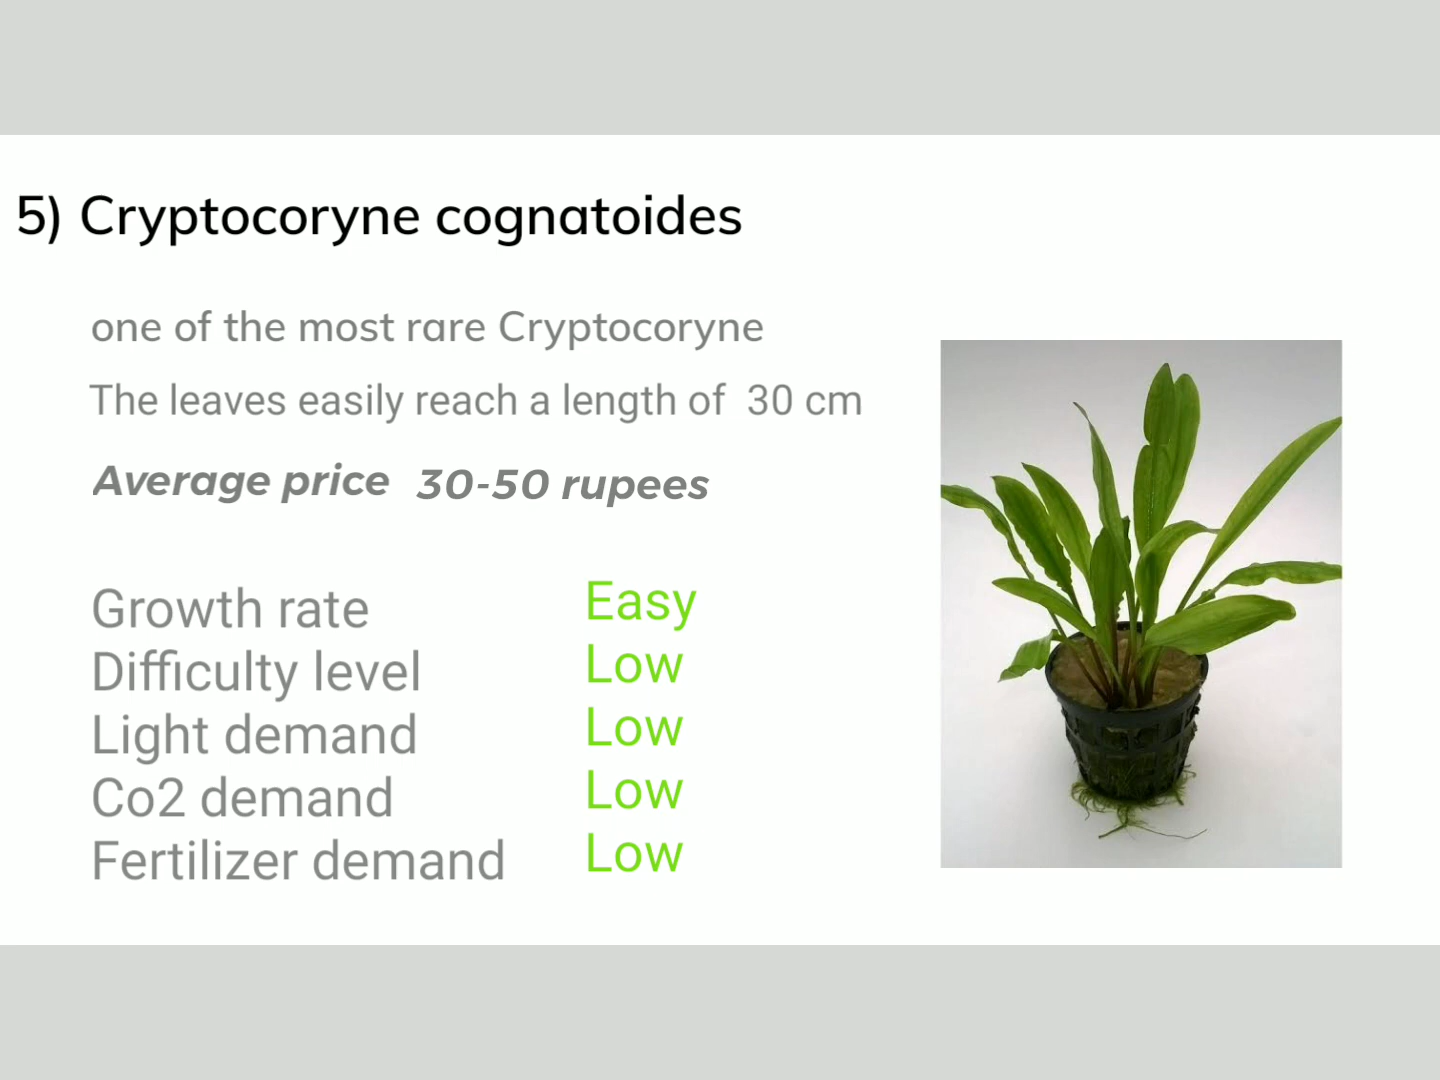 5) Cryptocoryne cognatoides
one of the most rare Cryptocoryne
The leaves easily reach a length of 30 cm
Average price 30-50 rupees
Growth rate Easy
Difficulty level Low
Light demand Low
Co2 demand Low
Fertilizer demand Low